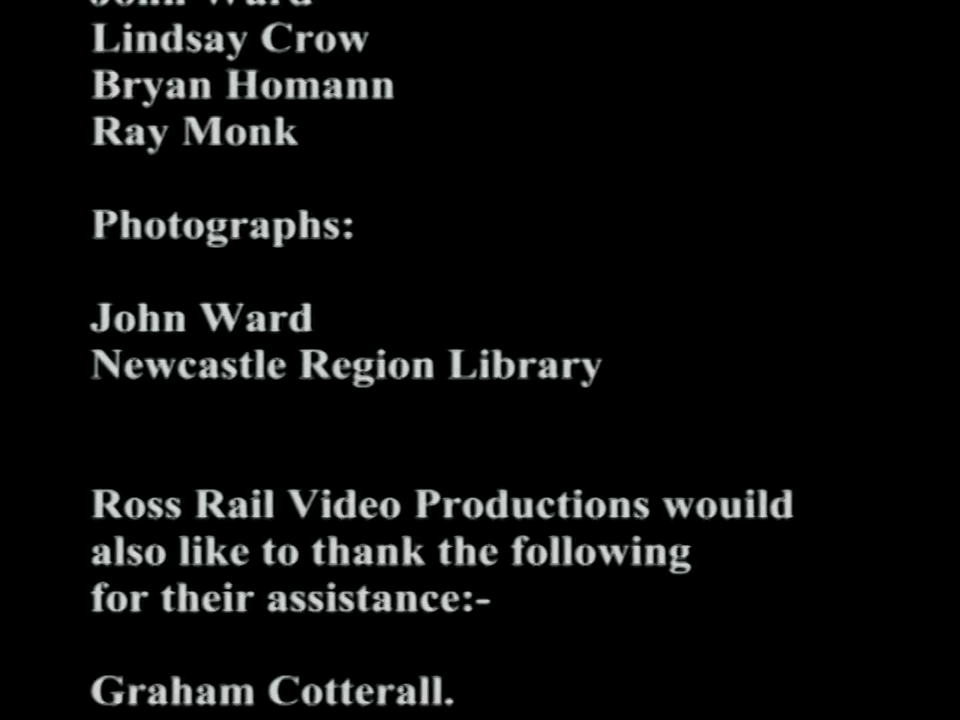 John Ward
Lindsay Crow
Bryan Homann
Ray Monk
Photographs:
John Ward
Newcastle Region Library
Ross Rail Video Productions wouild
also like to thank the following
for their assistance:-
Graham Cotterall.